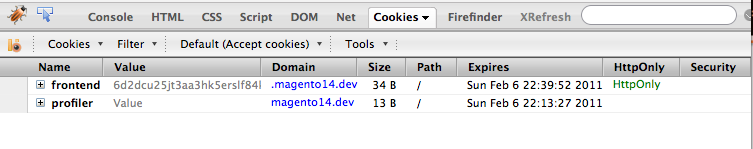 Console HTML CSS Script DOM Net Cookies Firefinder XRefresh
Cookies Filter Default (Accept cookies) Tools
Name Value Domain Size Path Expires HttpOnly Security
frontend 6d2dcu25jt3aa3hk5erslf84l .magento14.dev 34 B / Sun Feb 6 22:39:52 2011 HttpOnly
profiler Value magento14.dev 13 B / Sun Feb 6 22:13:27 2011